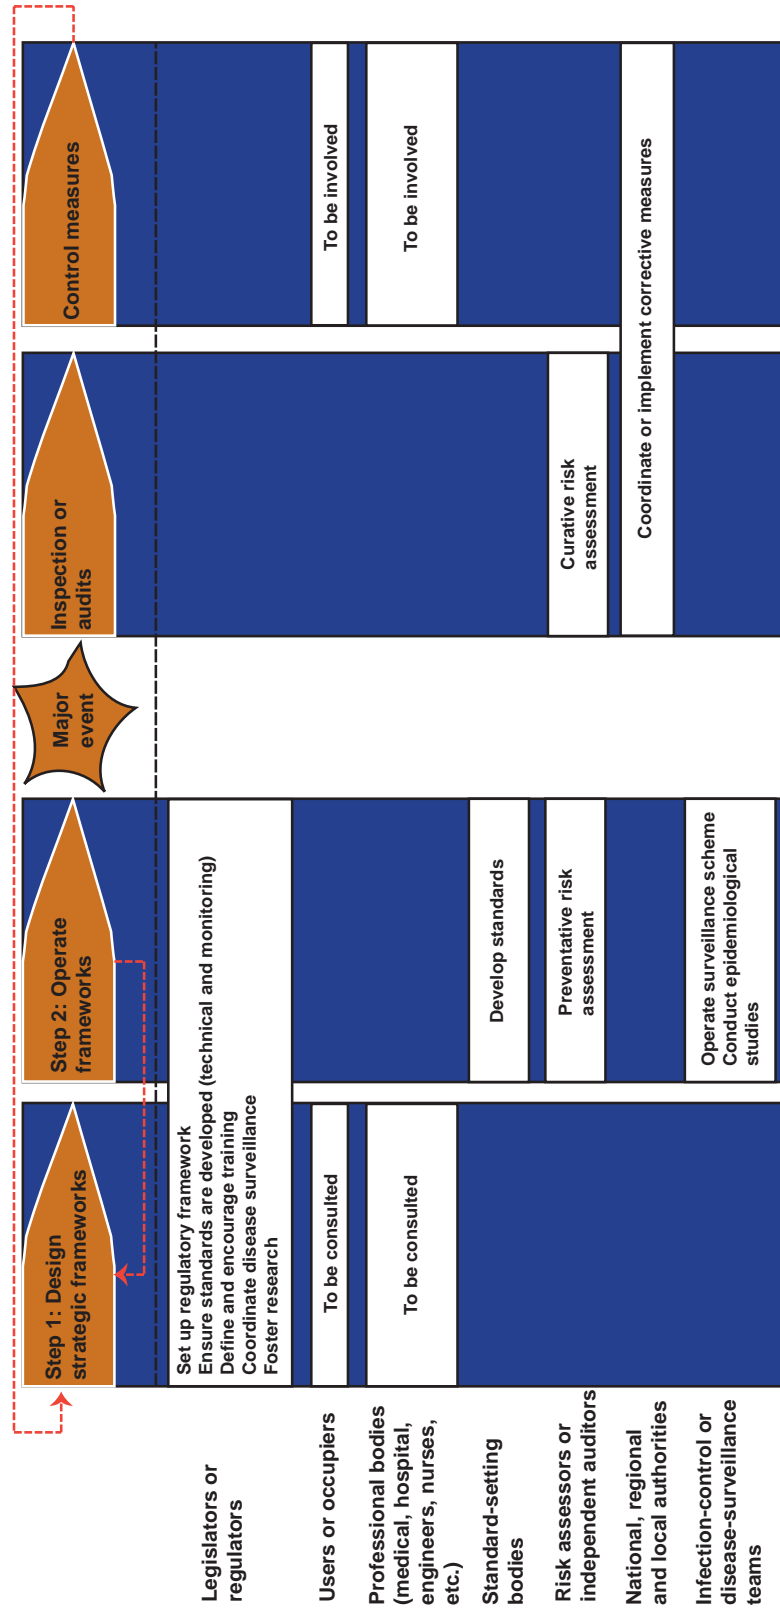 Step 1: Design
strategic frameworks
Step 2: Operate
frameworks
Major
event
Inspection or
audits
Control measures
Legislators or
regulators
Set up regulatory framework
Ensure standards are developed (technical and monitoring)
Define and encourage training
Coordinate disease surveillance
Foster research
Users or occupiers
To be consulted
To be involved
Professional bodies
(medical, hospital,
engineers, nurses,
etc.)
To be consulted
To be involved
Standard-setting
bodies
Develop standards
Risk assessors or
independent auditors
Preventative risk
assessment
Curative risk
assessment
National, regional
and local authorities
Coordinate or implement corrective measures
Infection-control or
disease-surveillance
teams
Operate surveillance scheme
Conduct epidemiological
studies